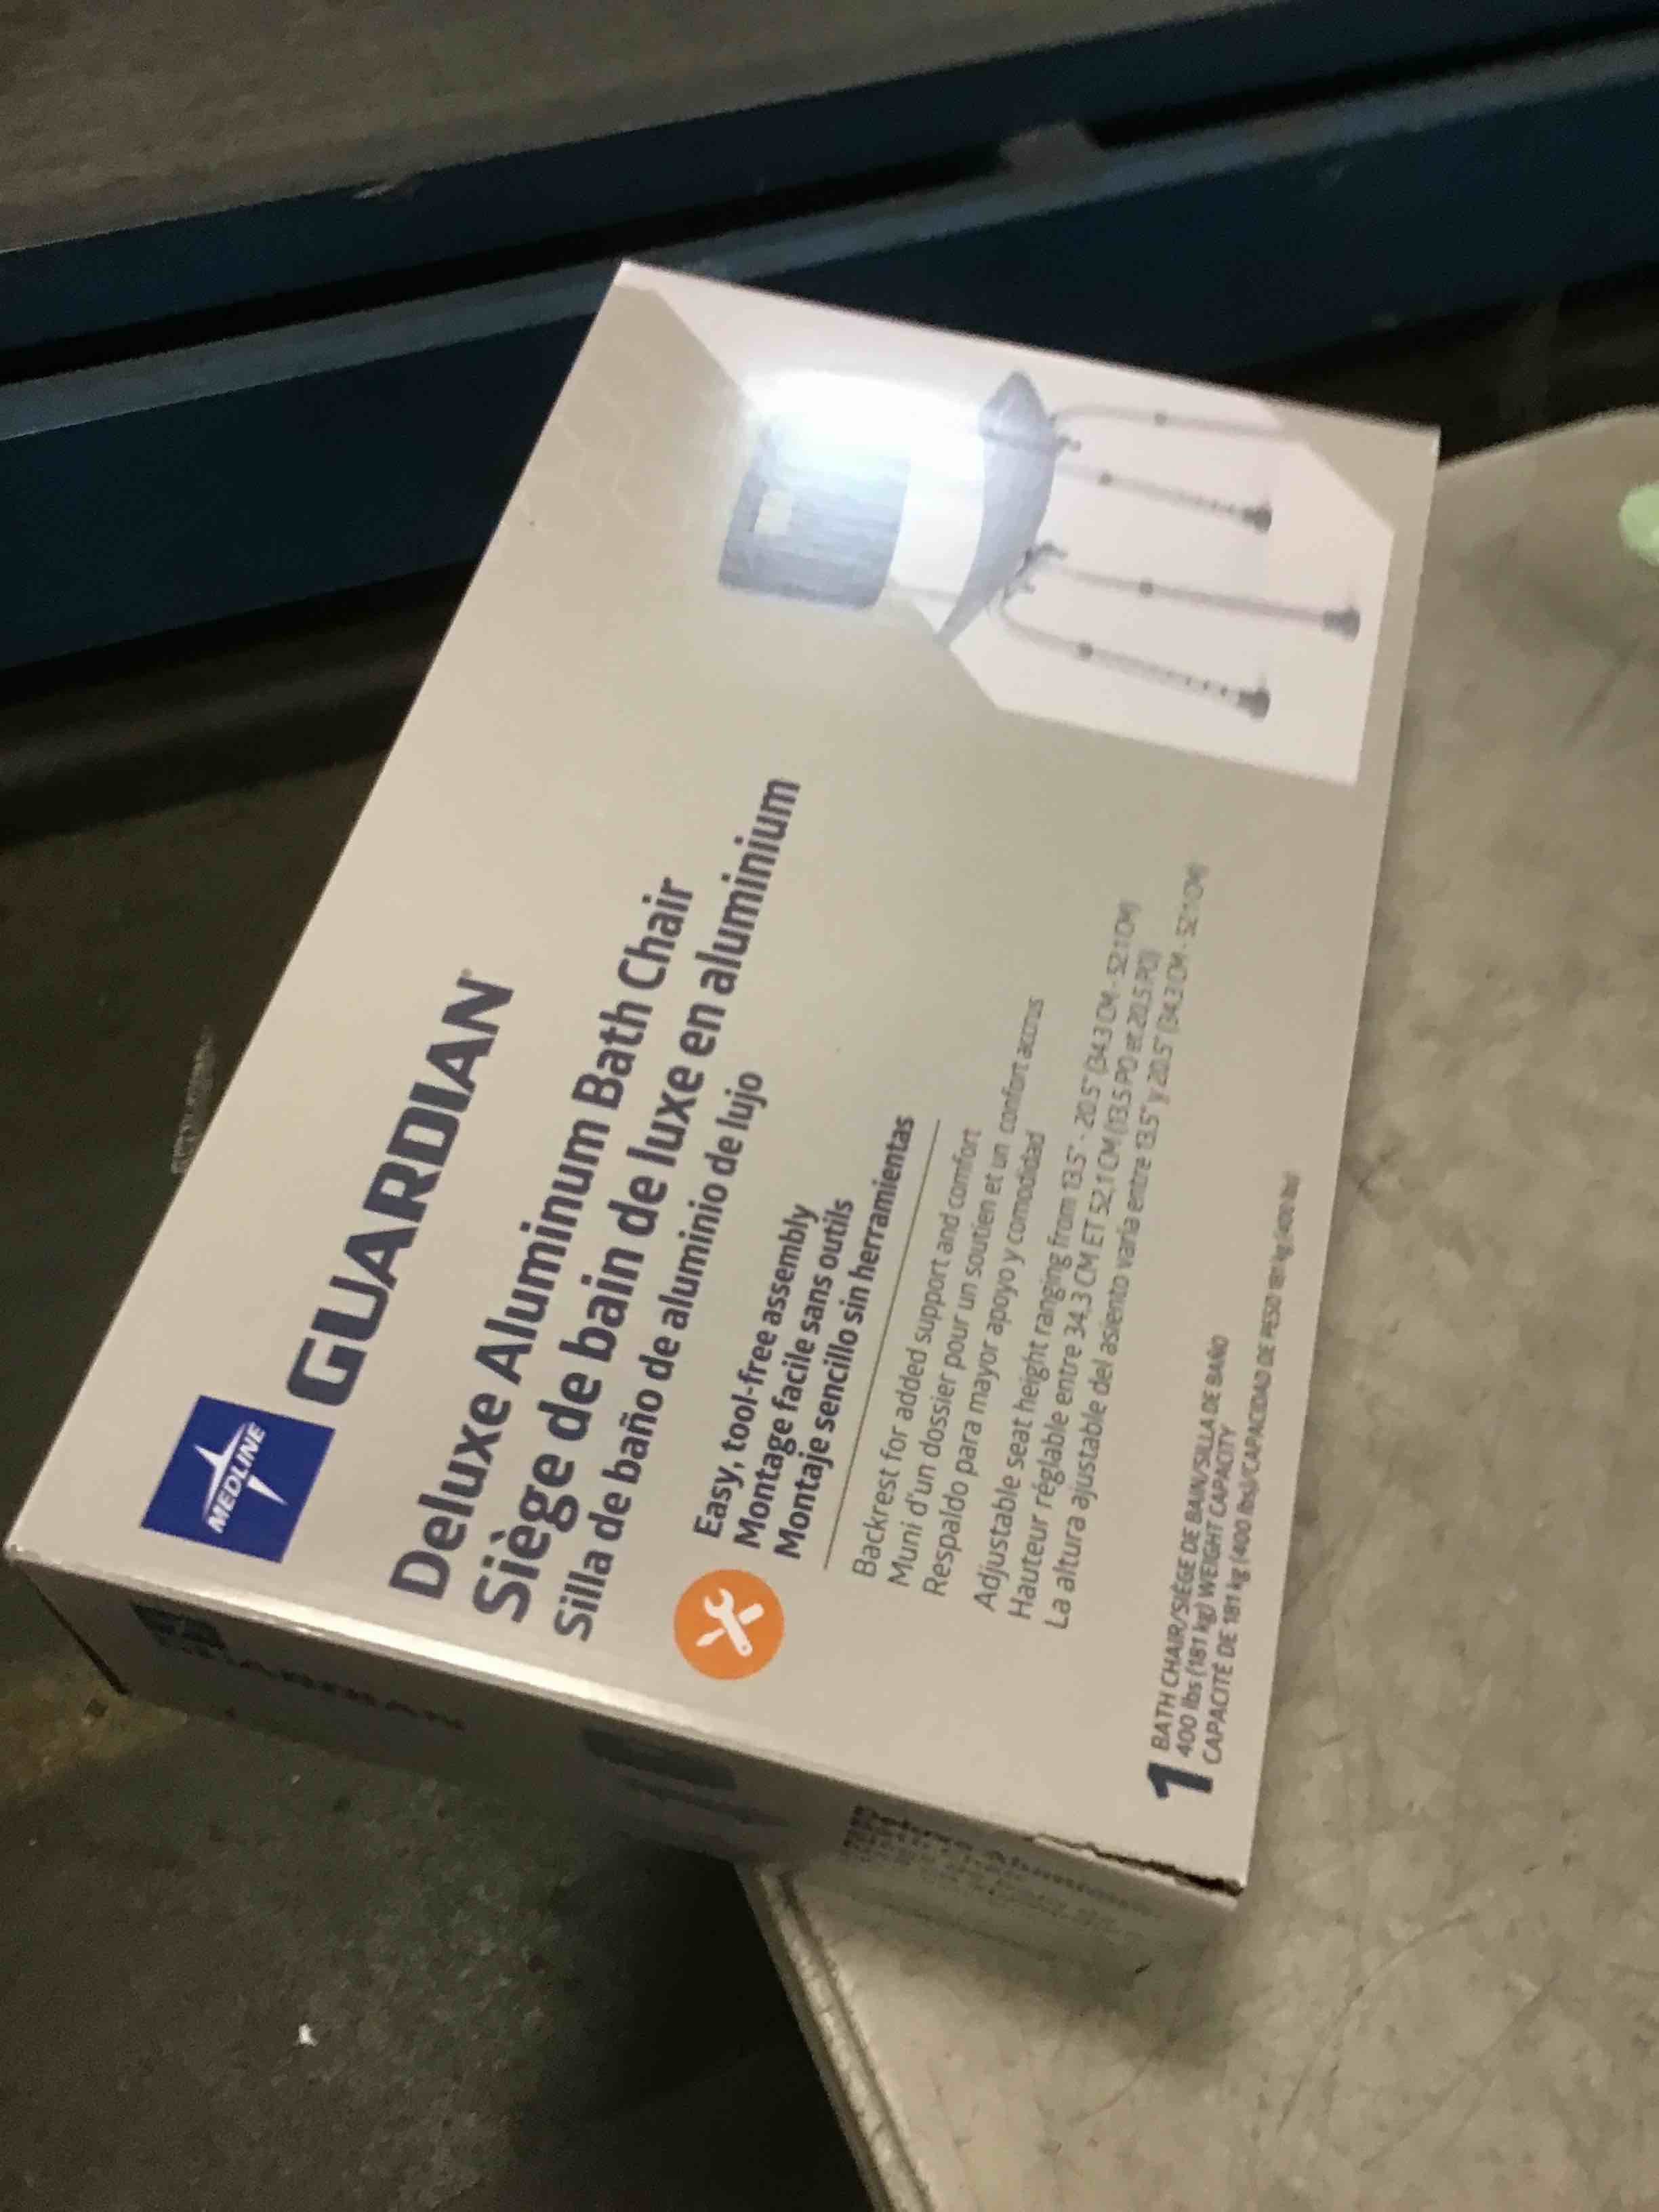 MEDLINE
GUARDIAN
Deluxe Aluminum Bath Chair
Siège de bain de luxe en aluminium
Silla de baño de aluminio de lujo
Easy, tool-free assembly
Montage facile sans outils
Montaje sencillo sin herramientas
Backrest for added support and comfort
Muni d'un dossier pour un soutien et un confort accrus
Respaldo para mayor apoyo y comodidad
Adjustable seat height ranging from 13.5" - 20.5" (34.3 CM - 52.1 CM)
Hauteur réglable entre 34.3 CM ET 52.1 CM (13.5 PO et 20.5 PO)
La altura ajustable del asiento varía entre 13.5" y 20.5" (34.3 CM - 52.1 CM)
1 BATH CHAIR/SIÈGE DE BAIN/SILLA DE BAÑO
400 lbs (181 kg) WEIGHT CAPACITY
CAPACITÉ DE 181 kg (400 lbs)/CAPACIDAD DE PESO 181 kg (400 lbs)
GUARDIAN